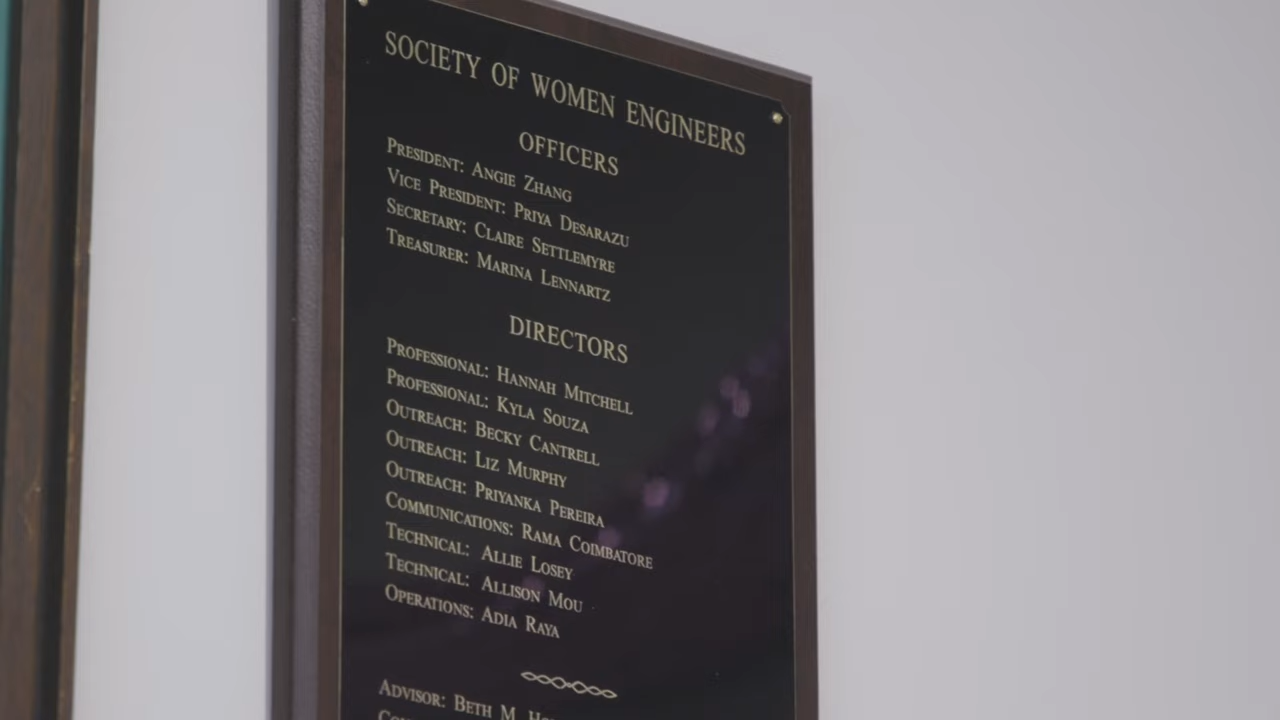 SOCIETY OF WOMEN ENGINEERS
OFFICERS
PRESIDENT: ANGIE ZHANG
VICE PRESIDENT: PRIYA DESARAZU
SECRETARY: CLAIRE SETTLEMYRE
TREASURER: MARINA LENNARTZ
DIRECTORS
PROFESSIONAL: HANNAH MITCHELL
PROFESSIONAL: KYLA SOUZA
OUTREACH: BECKY CANTRELL
OUTREACH: LIZ MURPHY
OUTREACH: PRIYANKA PEREIRA
COMMUNICATIONS: RAMA COIMBATORE
TECHNICAL: ALLIE LOSEY
TECHNICAL: ALLISON MOU
OPERATIONS: ADIA RAYA
ADVISOR: BETH M.